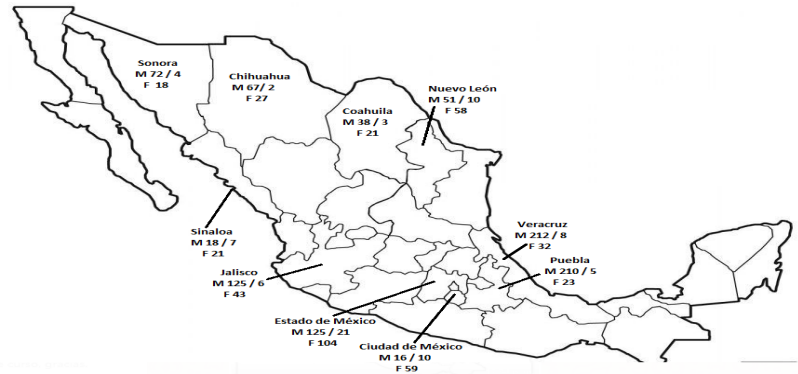 Sonora
M 72 / 4
F 18
Chihuahua
M 67/ 2
F 27
Coahuila
M 38 / 3
F 21
Nuevo León
M 51 / 10
F 58
Sinaloa
M 18 / 7
F 21
Jalisco
M 125 / 6
F 43
Veracruz
M 212 / 8
F 32
Puebla
M 210 / 5
F 23
Estado de México
M 125 / 21
F 104
Ciudad de México
M 16 / 10
F 59